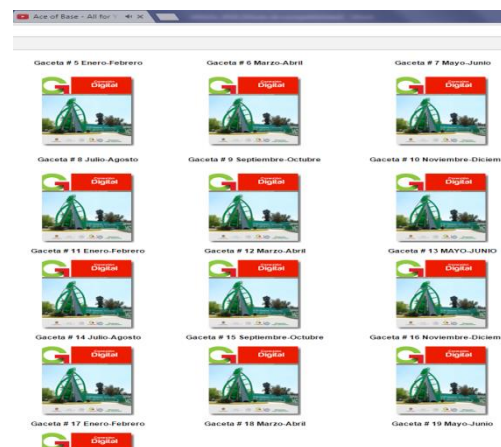 Ace of Base - All for
Gaceta # 5 Enero-Febrero
Gaceta # 6 Marzo-Abril
Gaceta # 7 Mayo-Junio
Digital
Digital
Digital
Gaceta # 8 Julio-Agosto
Gaceta # 9 Septiembre-Octubre
Gaceta # 10 Noviembre-Diciem
Digital
Digital
Digital
Gaceta # 11 Enero-Febrero
Gaceta # 12 Marzo-Abril
Gaceta # 13 MAYO-JUNIO
Digital
Digital
Digital
Gaceta # 14 Julio-Agosto
Gaceta # 15 Septiembre-Octubre
Gaceta # 16 Noviembre-Diciem
Digital
Digital
Digital
Gaceta # 17 Enero-Febrero
Gaceta # 18 Marzo-Abril
Gaceta # 19 Mayo-Junio
Digital